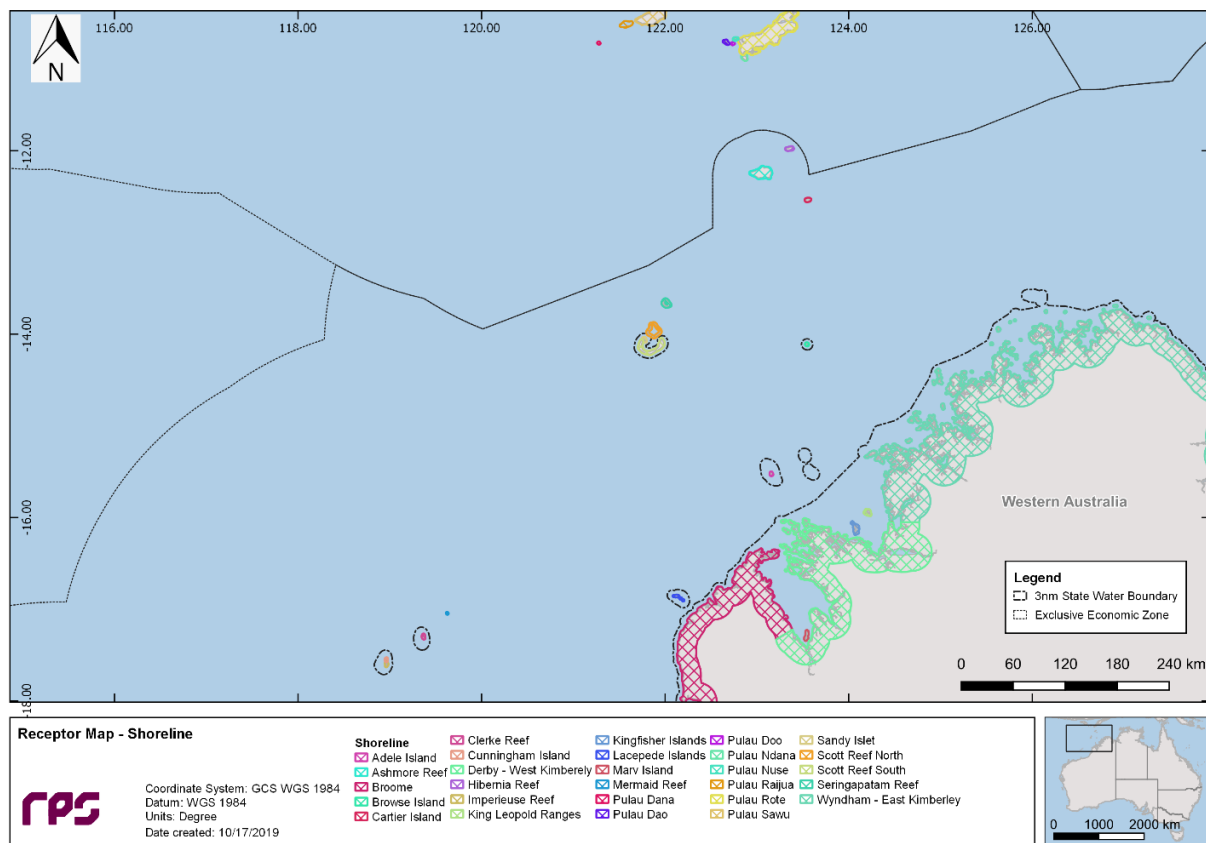 116.00 118.00 120.00 122.00 124.00 126.00
N
-12.00
-14.00
-16.00
-18.00
Western Australia
Legend
3nm State Water Boundary
Exclusive Economic Zone
0 60 120 180 240 km
Receptor Map - Shoreline
rps
Coordinate System: GCS WGS 1984
Datum: WGS 1984
Units: Degree
Date created: 10/17/2019
Shoreline
Adele Island
Ashmore Reef
Broome
Browse Island
Cartier Island
Clerke Reef
Cunningham Island
Derby - West Kimberely
Hibernia Reef
Imperieuse Reef
King Leopold Ranges
Kingfisher Islands
Lacepede Islands
Mary Island
Mermaid Reef
Pulau Dana
Pulau Dao
Pulau Doo
Pulau Ndana
Pulau Nuse
Pulau Raijua
Pulau Rote
Pulau Sawu
Sandy Islet
Scott Reef North
Scott Reef South
Seringapatam Reef
Wyndham - East Kimberley
0 1000 2000 km